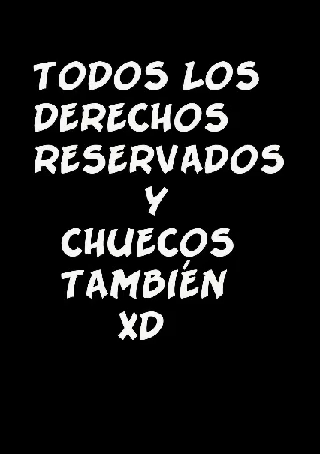 TODOS LOS
DERECHOS
RESERVADOS
Y
CHUECOS
TAMBIÉN
XD